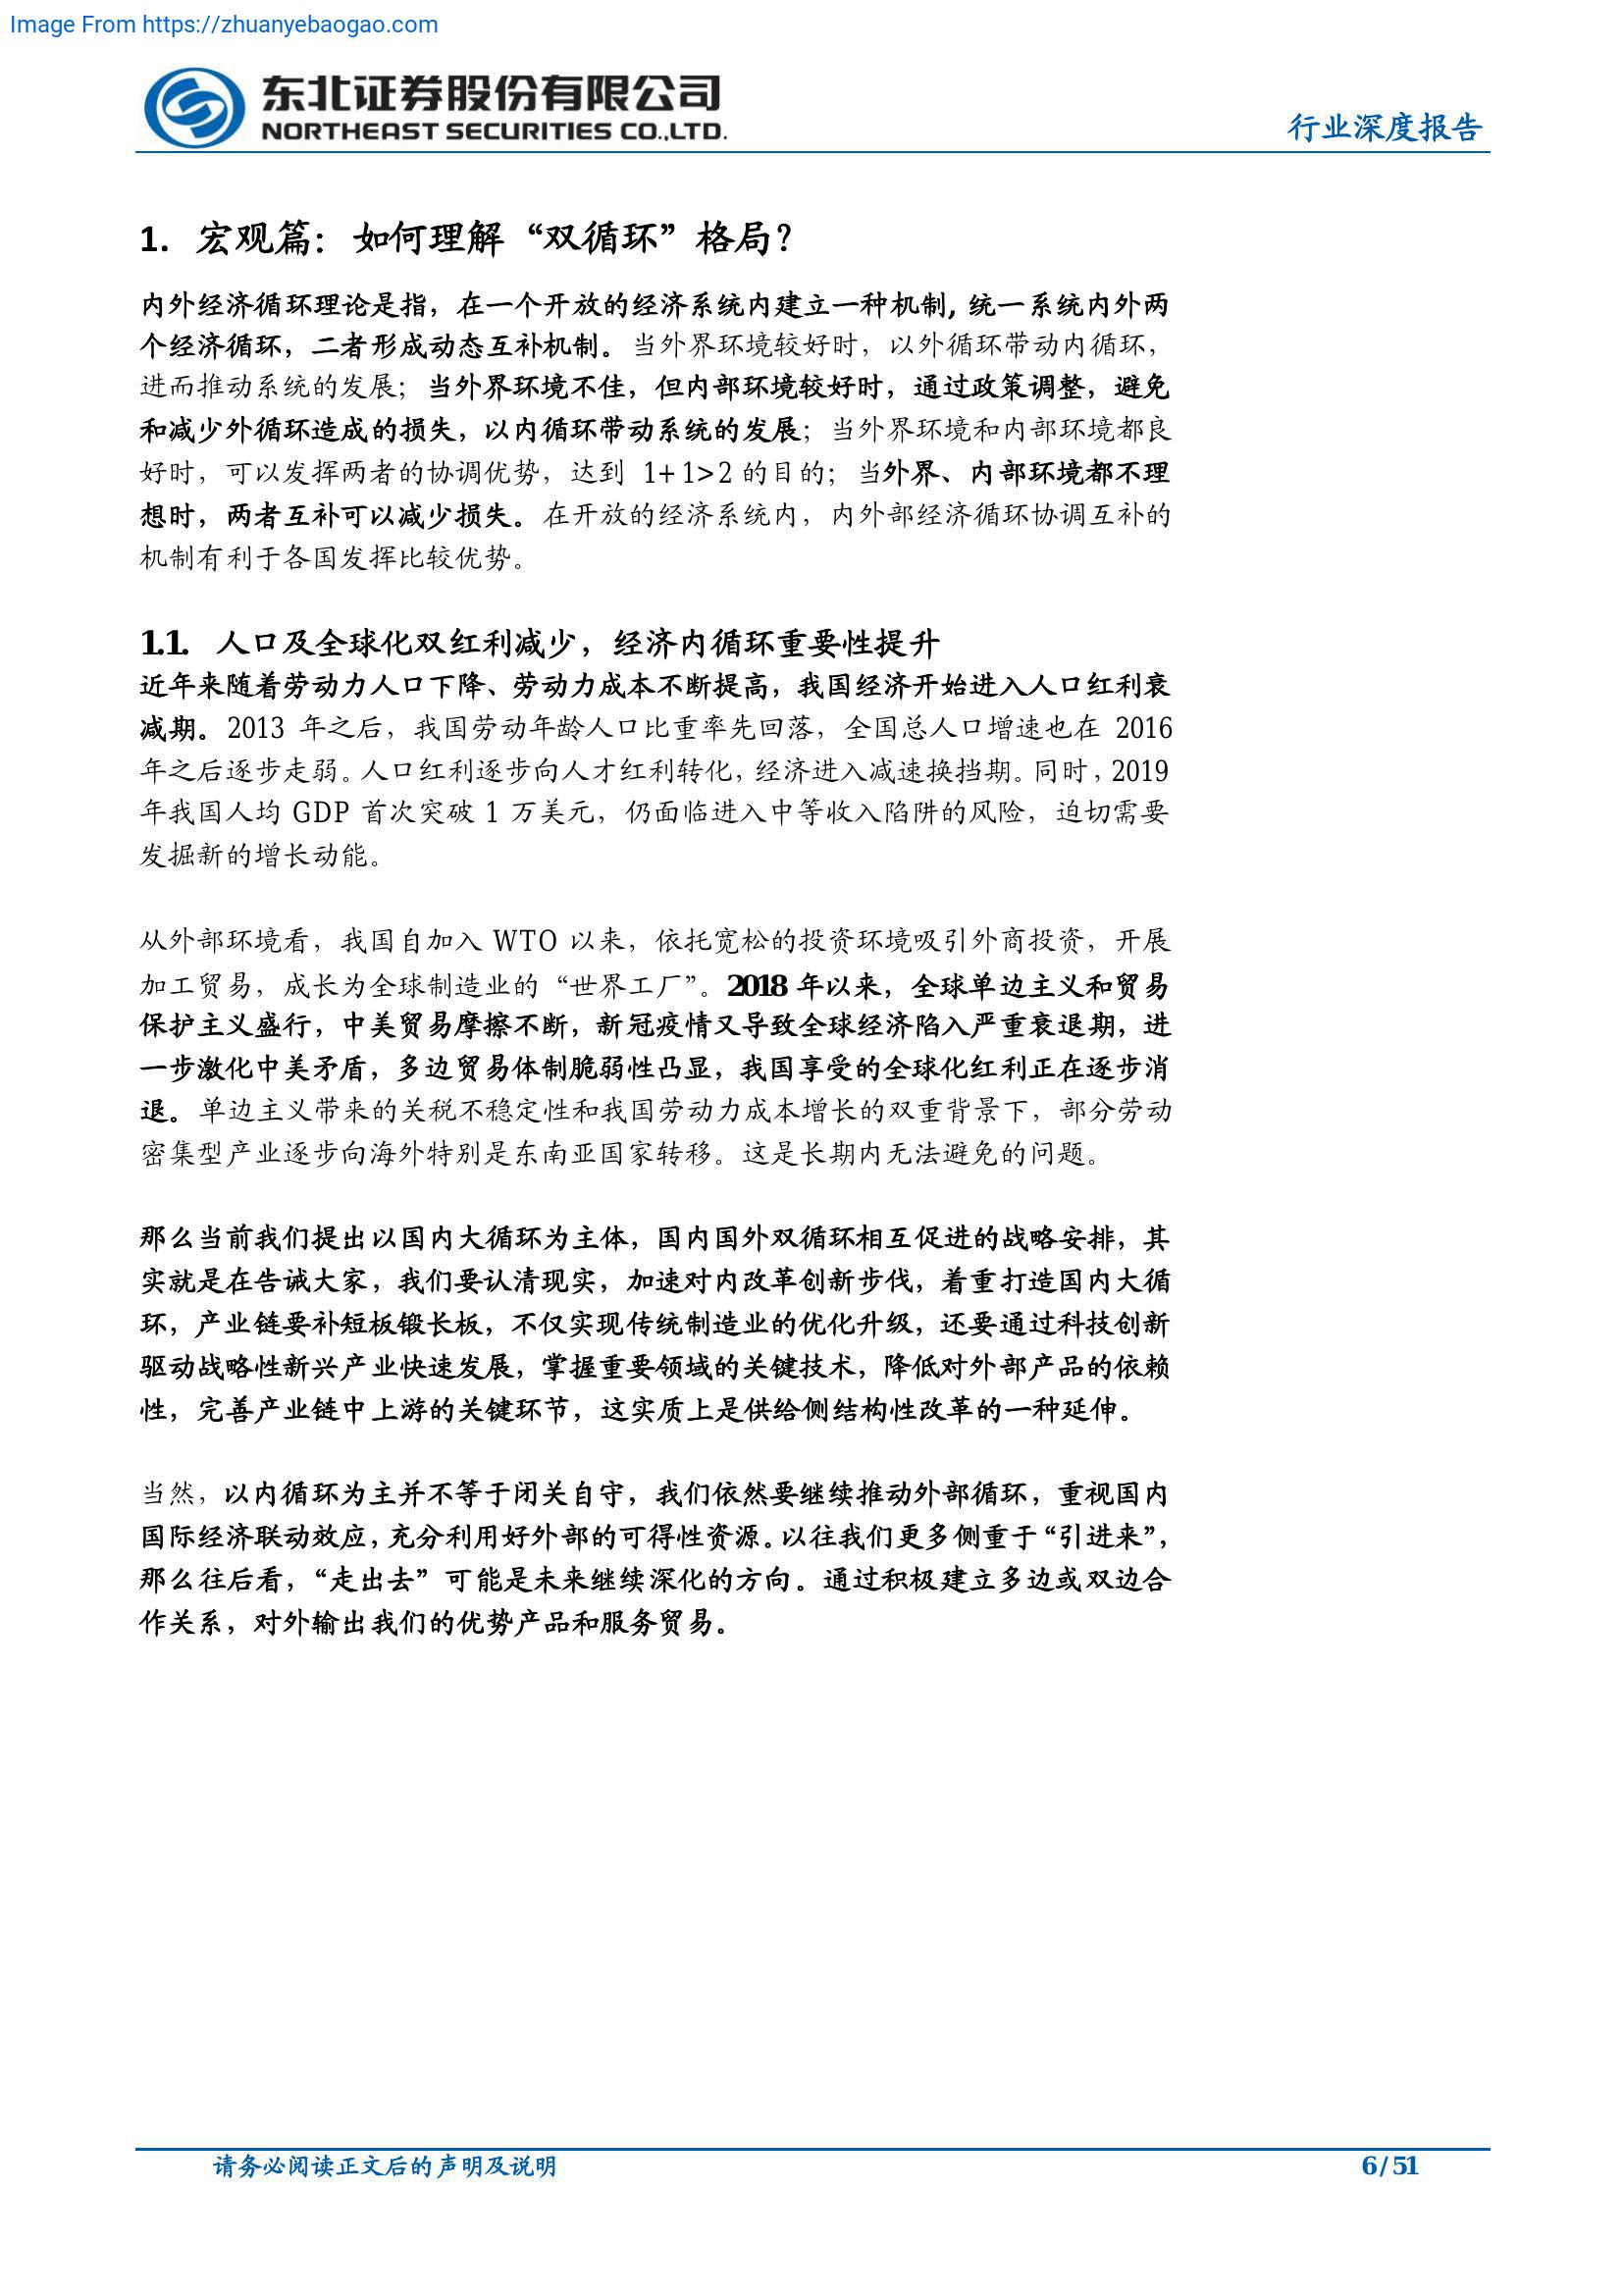 Image From https://zhuanyebaogao.com
东北证券股份有限公司
NORTHEAST SECURITIES CO.,LTD.
行业深度报告
1. 宏观篇：如何理解“双循环”格局？
内外经济循环理论是指，在一个开放的经济系统内建立一种机制,统一系统内外两
个经济循环，二者形成动态互补机制。当外界环境较好时，以外循环带动内循环，
进而推动系统的发展；当外界环境不佳，但内部环境较好时，通过政策调整，避免
和减少外循环造成的损失，以内循环带动系统的发展；当外界环境和内部环境都良
好时，可以发挥两者的协调优势，达到 1+1>2 的目的；当外界、内部环境都不理
想时，两者互补可以减少损失。在开放的经济系统内，内外部经济循环协调互补的
机制有利于各国发挥比较优势。
1.1. 人口及全球化双红利减少，经济内循环重要性提升
近年来随着劳动力人口下降、劳动力成本不断提高，我国经济开始进入人口红利衰
减期。2013 年之后，我国劳动年龄人口比重率先回落，全国总人口增速也在 2016
年之后逐步走弱。人口红利逐步向人才红利转化，经济进入减速换挡期。同时，2019
年我国人均 GDP 首次突破 1 万美元，仍面临进入中等收入陷阱的风险，迫切需要
发掘新的增长动能。
从外部环境看，我国自加入 WTO 以来，依托宽松的投资环境吸引外商投资，开展
加工贸易，成长为全球制造业的“世界工厂”。2018 年以来，全球单边主义和贸易
保护主义盛行，中美贸易摩擦不断，新冠疫情又导致全球经济陷入严重衰退期，进
一步激化中美矛盾，多边贸易体制脆弱性凸显，我国享受的全球化红利正在逐步消
退。单边主义带来的关税不稳定性和我国劳动力成本增长的双重背景下，部分劳动
密集型产业逐步向海外特别是东南亚国家转移。这是长期内无法避免的问题。
那么当前我们提出以国内大循环为主体，国内国外双循环相互促进的战略安排，其
实就是在告诫大家，我们要认清现实，加速对内改革创新步伐，着重打造国内大循
环，产业链要补短板锻长板，不仅实现传统制造业的优化升级，还要通过科技创新
驱动战略性新兴产业快速发展，掌握重要领域的关键技术，降低对外部产品的依赖
性，完善产业链中上游的关键环节，这实质上是供给侧结构性改革的一种延伸。
当然，以内循环为主并不等于闭关自守，我们依然要继续推动外部循环，重视国内
国际经济联动效应，充分利用好外部的可得性资源。以往我们更多侧重于“引进来”，
那么往后看，“走出去”可能是未来继续深化的方向。通过积极建立多边或双边合
作关系，对外输出我们的优势产品和服务贸易。
请务必阅读正文后的声明及说明
6 / 51